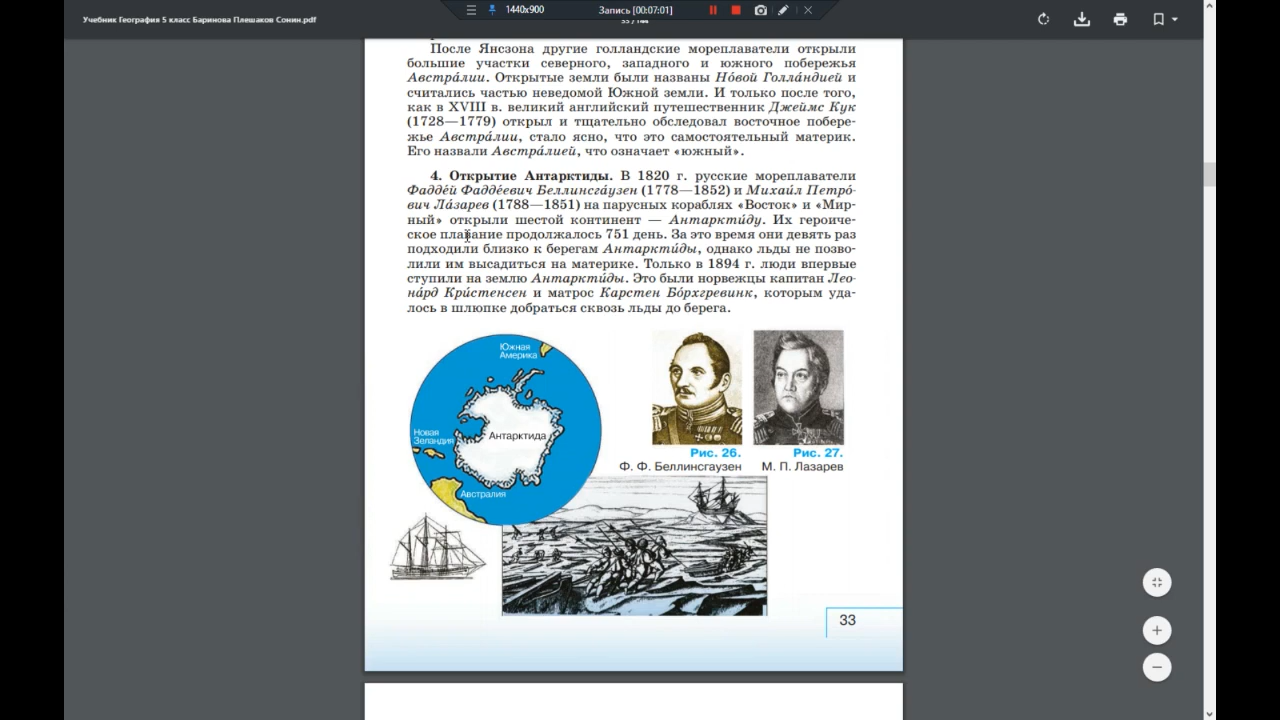 1440x900
Запись [00:07:01]
Учебник География 5 класс Баринова Плешаков Сонин.pdf
33 / 144
После Янсзона другие голландские мореплаватели открыли
большие участки северного, западного и южного побережья
Австра́лии. Открытые земли были названы Но́вой Голла́ндией и
считались частью неведомой Южной земли. И только после того,
как в XVIII в. великий английский путешественник Джеймс Кук
(1728—1779) открыл и тщательно обследовал восточное побере-
жье Австра́лии, стало ясно, что это самостоятельный материк.
Его назвали Австра́лией, что означает «южный».
4. Открытие Антарктиды. В 1820 г. русские мореплаватели
Фадде́й Фадде́евич Беллинсга́узен (1778—1852) и Михаи́л Петро́-
вич Ла́зарев (1788—1851) на парусных кораблях «Восток» и «Мир-
ный» открыли шестой континент — Антаркти́ду. Их героиче-
ское плавание продолжалось 751 день. За это время они девять раз
подходили близко к берегам Антаркти́ды, однако льды не позво-
лили им высадиться на материке. Только в 1894 г. люди впервые
ступили на землю Антаркти́ды. Это были норвежцы капитан Лео-
на́рд Кри́стенсен и матрос Карстен Бо́рхгревинк, которым уда-
лось в шлюпке добраться сквозь льды до берега.
Южная
Америка
Новая
Зеландия
Антарктида
Австралия
Рис. 26.
Ф. Ф. Беллинсгаузен
Рис. 27.
М. П. Лазарев
33